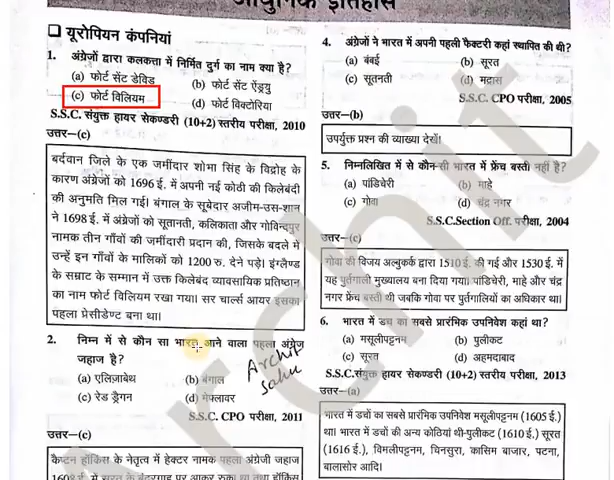 आधुनिक इतिहास
यूरोपियन कंपनियां
1. अंग्रेजों द्वारा कलकत्ता में निर्मित दुर्ग का नाम क्या है?
(a) फोर्ट सेंट डेविड (b) फोर्ट सेंट ऐंड्र्यु
(c) फोर्ट विलियम (d) फोर्ट विक्टोरिया
S.S.C. संयुक्त हायर सेकण्डरी (10+2) स्तरीय परीक्षा, 2010
उत्तर—(c)
बर्दवान जिले के एक जमींदार शोभा सिंह के विद्रोह के
कारण अंग्रेजों को 1696 ई. में अपनी नई कोठी की किलेबंदी
की अनुमति मिल गई। बंगाल के सूबेदार अजीम-उस-शान
ने 1698 ई. में अंग्रेजों को सूतानती, कलिकाता और गोविन्दपुर
नामक तीन गाँवों की जमींदारी प्रदान की, जिसके बदले में
उन्हें इन गाँवों के मालिकों को 1200 रु. देने पड़े। इंग्लैण्ड
के सम्राट के सम्मान में उक्त किलेबंद व्यावसायिक प्रतिष्ठान
का नाम फोर्ट विलियम रखा गया। सर चार्ल्स आयर इसका
पहला प्रेसीडेण्ट बना था।
2. निम्न में से कौन सा भारत आने वाला पहला अंग्रेज
जहाज है?
(a) एलिज़ाबेथ (b) बंगाल
(c) रेड ड्रैगन (d) मेफ्लावर
Archit
Sahu
S.S.C. CPO परीक्षा, 2011
उत्तर—(c)
कैप्टन हॉकिंस के नेतृत्व में हेक्टर नामक पहला अंग्रेजी जहाज
4. अंग्रेजों ने भारत में अपनी पहली फैक्टरी कहां स्थापित की थी?
(a) बंबई (b) सूरत
(c) सूतनती (d) मद्रास
S.S.C. CPO परीक्षा, 2005
उत्तर—(b)
उपर्युक्त प्रश्न की व्याख्या देखें।
5. निम्नलिखित में से कौन-सी भारत में फ्रेंच बस्ती नहीं है?
(a) पांडिचेरी (b) माहे
(c) गोवा (d) चंद्र नगर
S.S.C.Section Off. परीक्षा, 2004
उत्तर—(c)
गोवा की विजय अल्बुकर्क द्वारा 1510 ई. की गई और 1530 ई. में
यह पुर्तगाली मुख्यालय बना दिया गया। पांडिचेरी, माहे और चंद्र
नगर फ्रेंच बस्ती थी जबकि गोवा पर पुर्तगालियों का अधिकार था।
6. भारत में डच का सबसे प्रारंभिक उपनिवेश कहां था?
(a) मसूलीपट्टनम (b) पुलीकट
(c) सूरत (d) अहमदाबाद
S.S.C.संयुक्त हायर सेकेण्डरी (10+2) स्तरीय परीक्षा, 2013
उत्तर—(a)
भारत में डचों का सबसे प्रारंभिक उपनिवेश मसूलीपट्टनम (1605 ई.)
था। भारत में डचों की अन्य कोठियां थी-पुलीकट (1610 ई.) सूरत
(1616 ई.), विमलीपट्टनम, चिनसुरा, कासिम बाजार, पटना,
बालासोर आदि।
Archit